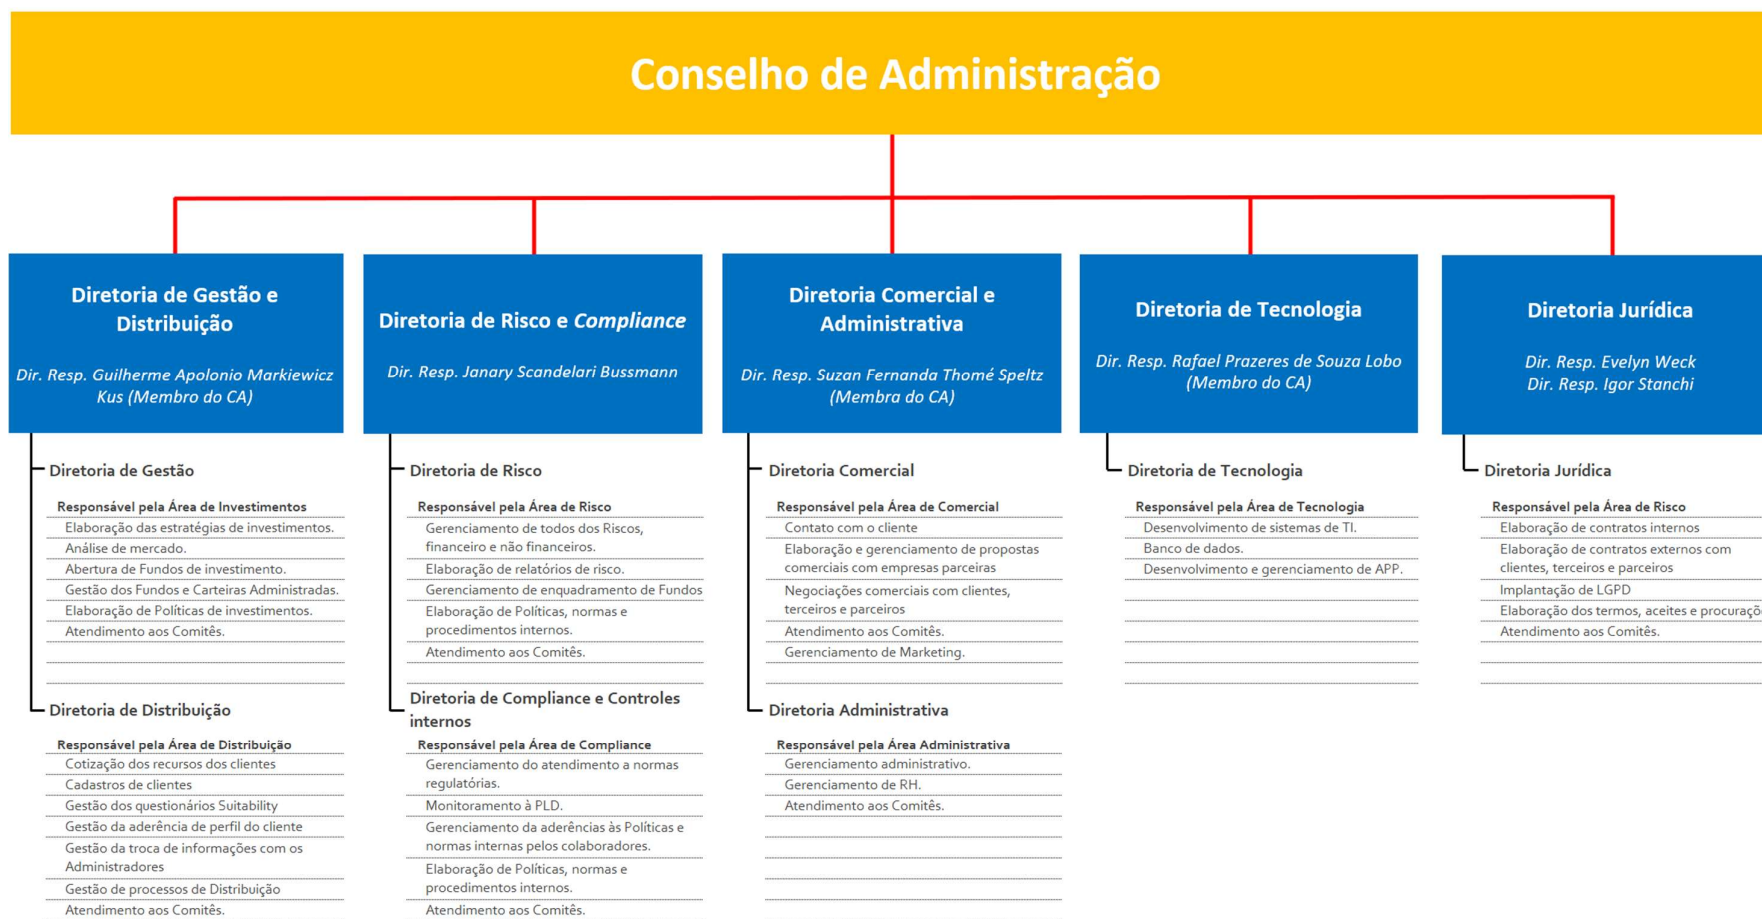 Conselho de Administração
Diretoria de Gestão e
Distribuição
Dir. Resp. Guilherme Apolonio Markiewicz
Kus (Membro do CA)
Diretoria de Risco e Compliance
Dir. Resp. Janary Scandelari Bussmann
Diretoria Comercial e
Administrativa
Dir. Resp. Suzan Fernanda Thomé Speltz
(Membra do CA)
Diretoria de Tecnologia
Dir. Resp. Rafael Prazeres de Souza Lobo
(Membro do CA)
Diretoria Jurídica
Dir. Resp. Evelyn Weck
Dir. Resp. Igor Stanchi
Diretoria de Gestão
Responsável pela Área de Investimentos
Elaboração das estratégias de investimentos.
Análise de mercado.
Abertura de Fundos de investimento.
Gestão dos Fundos e Carteiras Administradas.
Elaboração de Políticas de investimentos.
Atendimento aos Comitês.
Diretoria de Distribuição
Responsável pela Área de Distribuição
Cotização dos recursos dos clientes
Cadastros de clientes
Gestão dos questionários Suitability
Gestão da aderência de perfil do cliente
Gestão da troca de informações com os
Administradores
Gestão de processos de Distribuição
Atendimento aos Comitês.
Diretoria de Risco
Responsável pela Área de Risco
Gerenciamento de todos dos Riscos,
financeiro e não financeiros.
Elaboração de relatórios de risco.
Gerenciamento de enquadramento de Fundos
Elaboração de Políticas, normas e
procedimentos internos.
Atendimento aos Comitês.
Diretoria de Compliance e Controles
internos
Responsável pela Área de Compliance
Gerenciamento do atendimento a normas
regulatórias.
Monitoramento à PLD.
Gerenciamento da aderências às Políticas e
normas internas pelos colaboradores.
Elaboração de Políticas, normas e
procedimentos internos.
Atendimento aos Comitês.
Diretoria Comercial
Responsável pela Área de Comercial
Contato com o cliente
Elaboração e gerenciamento de propostas
comerciais com empresas parceiras
Negociações comerciais com clientes,
terceiros e parceiros
Atendimento aos Comitês.
Gerenciamento de Marketing.
Diretoria Administrativa
Responsável pela Área Administrativa
Gerenciamento administrativo.
Gerenciamento de RH.
Atendimento aos Comitês.
Diretoria de Tecnologia
Responsável pela Área de Tecnologia
Desenvolvimento de sistemas de TI.
Banco de dados.
Desenvolvimento e gerenciamento de APP.
Diretoria Jurídica
Responsável pela Área de Risco
Elaboração de contratos internos
Elaboração de contratos externos com
clientes, terceiros e parceiros
Implantação de LGPD
Elaboração dos termos, aceites e
Atendimento aos Comitês.